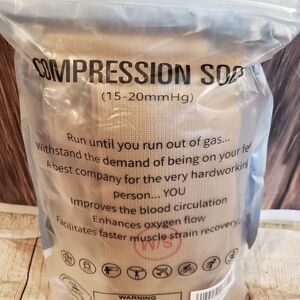 COMPRESSION SOC
(15-20mmHg)
Run until you run out of gas...
Withstand the demand of being on your fe
A best company for the very hardworking
person... YOU
Improves the blood circulation
Enhances oxygen flow
Facilitates faster muscle strain recovery...
N/S
WARNING